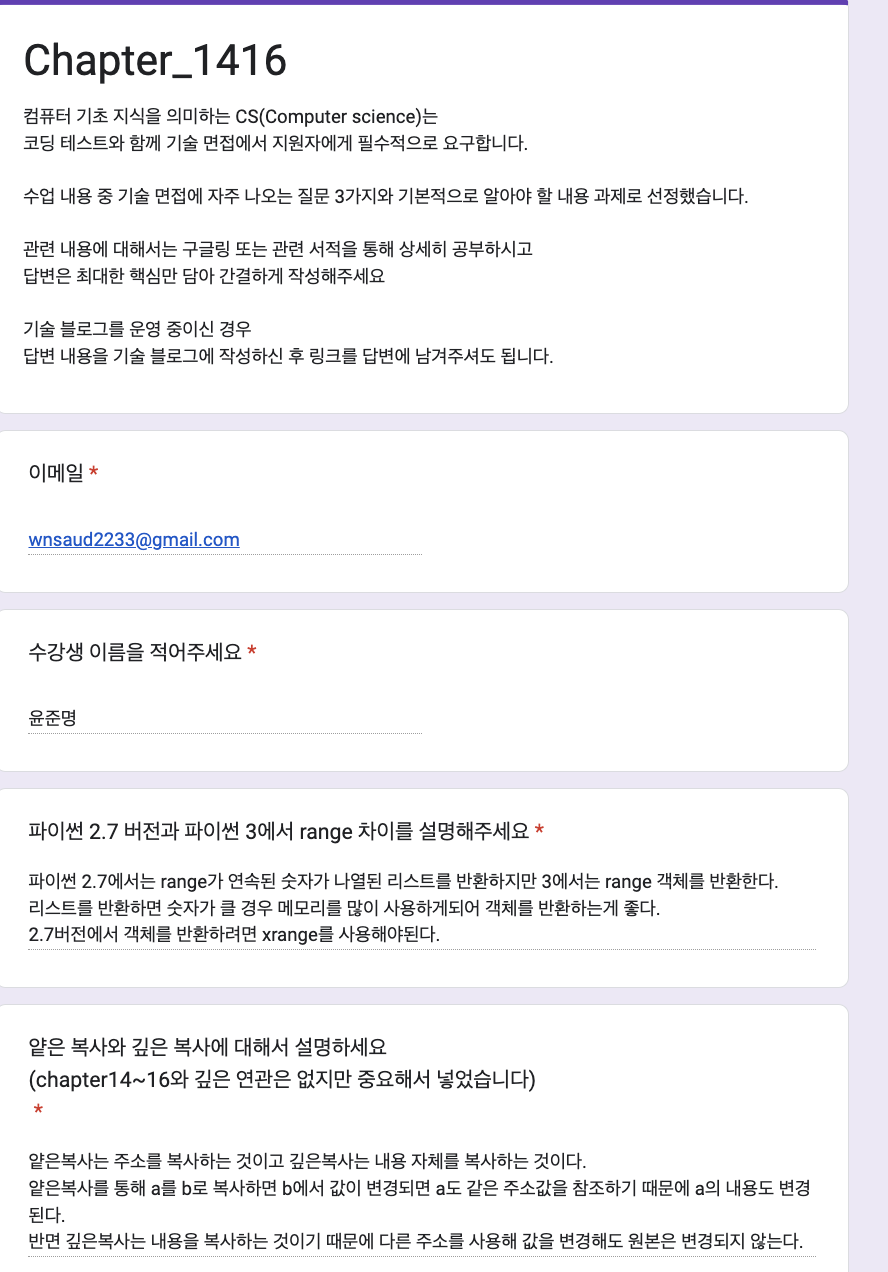 Chapter_1416
컴퓨터 기초 지식을 의미하는 CS(Computer science)는
코딩 테스트와 함께 기술 면접에서 지원자에게 필수적으로 요구합니다.
수업 내용 중 기술 면접에 자주 나오는 질문 3가지와 기본적으로 알아야 할 내용 과제로 선정했습니다.
관련 내용에 대해서는 구글링 또는 관련 서적을 통해 상세히 공부하시고
답변은 최대한 핵심만 담아 간결하게 작성해주세요
기술 블로그를 운영 중이신 경우
답변 내용을 기술 블로그에 작성하신 후 링크를 답변에 남겨주셔도 됩니다.
이메일 *
wnsaud2233@gmail.com
수강생 이름을 적어주세요 *
윤준명
파이썬 2.7 버전과 파이썬 3에서 range 차이를 설명해주세요 *
파이썬 2.7에서는 range가 연속된 숫자가 나열된 리스트를 반환하지만 3에서는 range 객체를 반환한다.
리스트를 반환하면 숫자가 클 경우 메모리를 많이 사용하게되어 객체를 반환하는게 좋다.
2.7버전에서 객체를 반환하려면 xrange를 사용해야된다.
얕은 복사와 깊은 복사에 대해서 설명하세요
(chapter14~16와 깊은 연관은 없지만 중요해서 넣었습니다)
*
얕은복사는 주소를 복사하는 것이고 깊은복사는 내용 자체를 복사하는 것이다.
얕은복사를 통해 a를 b로 복사하면 b에서 값이 변경되면 a도 같은 주소값을 참조하기 때문에 a의 내용도 변경
된다.
반면 깊은복사는 내용을 복사하는 것이기 때문에 다른 주소를 사용해 값을 변경해도 원본은 변경되지 않는다.